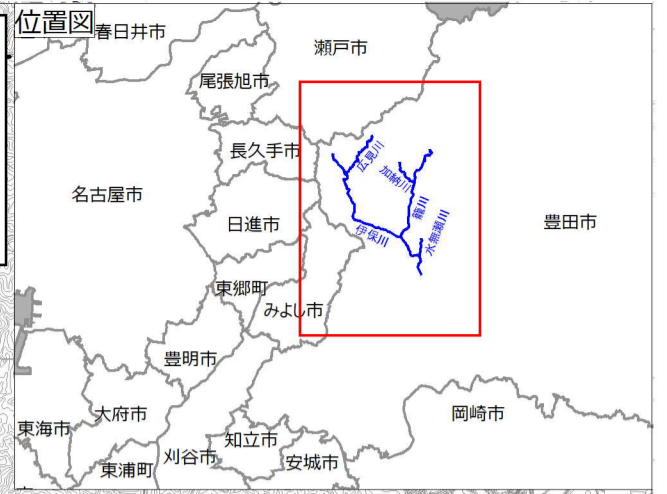 位置図
春日井市
瀬戸市
尾張旭市
長久手市
名古屋市
日進市
東郷町
みよし市
豊明市
豊田市
広見川
加納川
籠川
伊保川
水無瀬川
岡崎市
大府市
東海市
知立市
刈谷市
安城市
東浦町